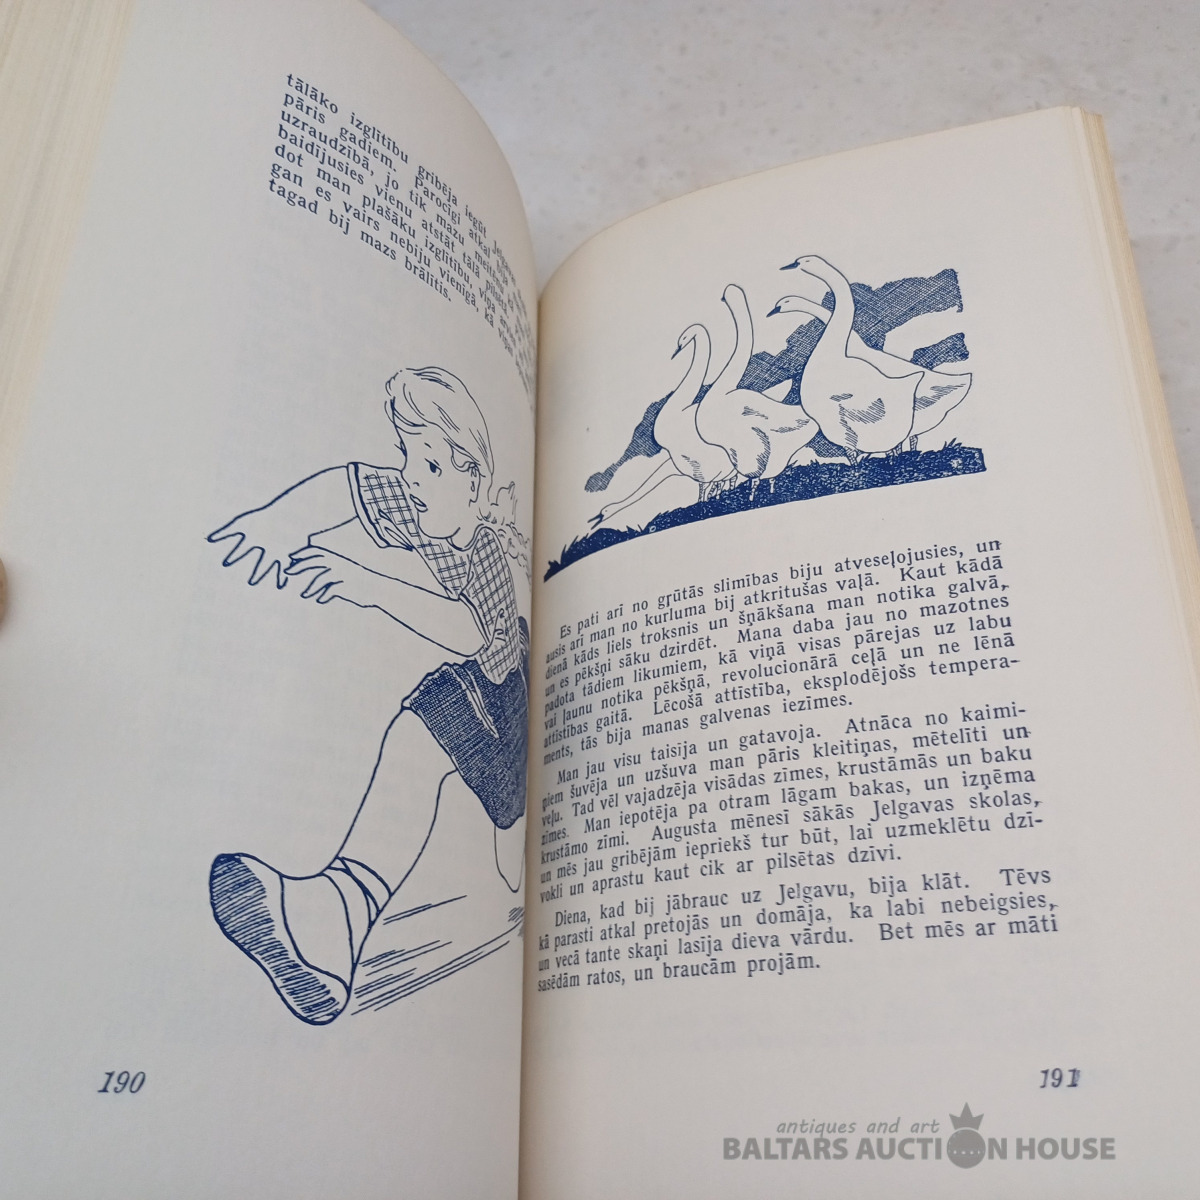 tālāko izglītību gribēja iegūt Jelgavā
pāris gadiem. Parocīgi atkal bija
uzraudzībā, jo tik mazu meitēnu
baidījusies vienu atstāt tālā pilsētā
dot man plašāku izglītību, viņa
gan es vairs nebiju vienīgā, kā
tagad bij mazs brālītis.
190
Es pati arī no grūtās slimības biju atveseļojusies, un
ausis arī man no kurluma bij atkritušas vaļā. Kaut kādā
dienā kāds liels troksnis un šņākšana man notika galvā,
un es pēkšņi sāku dzirdēt. Mana daba jau no mazotnes
padota tādiem likumiem, kā viņā visas pārejas uz labu
vai ļaunu notika pēkšņā, revolucionārā ceļā un ne lēnā
attīstības gaitā. Lēcošā attīstība, eksplodējošs tempera-
ments, tās bija manas galvenas iezīmes.
Man jau visu taisīja un gatavoja. Atnāca no kaimi-
ņiem šuvēja un uzšuva man pāris kleitiņas, mētelīti un
veļu. Tad vēl vajadzēja visādas zīmes, krustāmās un baku
zīmes. Man iepotēja pa otram lāgam bakas, un izņēma
krustāmo zīmi. Augusta mēnesī sākās Jelgavas skolas,
un mēs jau gribējām iepriekš tur būt, lai uzmeklētu dzī-
vokli un aprastu kaut cik ar pilsētas dzīvi.
Diena, kad bij jābrauc uz Jelgavu, bija klāt. Tēvs
kā parasti atkal pretojās un domāja, ka labi nebeigsies,
un vecā tante skaņi lasīja dieva vārdu. Bet mēs ar māti
sasēdām ratos, un braucām projām.
191
antiques and art
BALTARS AUCTION HOUSE